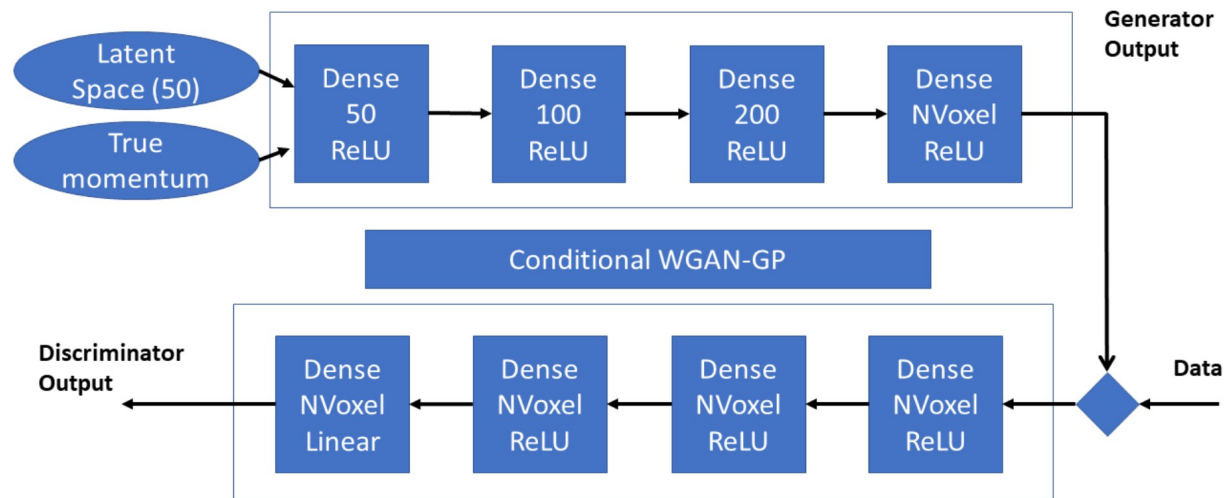 Latent
Space (50)
True
momentum
Dense
50
ReLU
Dense
100
ReLU
Dense
200
ReLU
Dense
NVoxel
ReLU
Generator
Output
Conditional WGAN-GP
Discriminator
Output
Dense
NVoxel
Linear
Dense
NVoxel
ReLU
Dense
NVoxel
ReLU
Dense
NVoxel
ReLU
Data